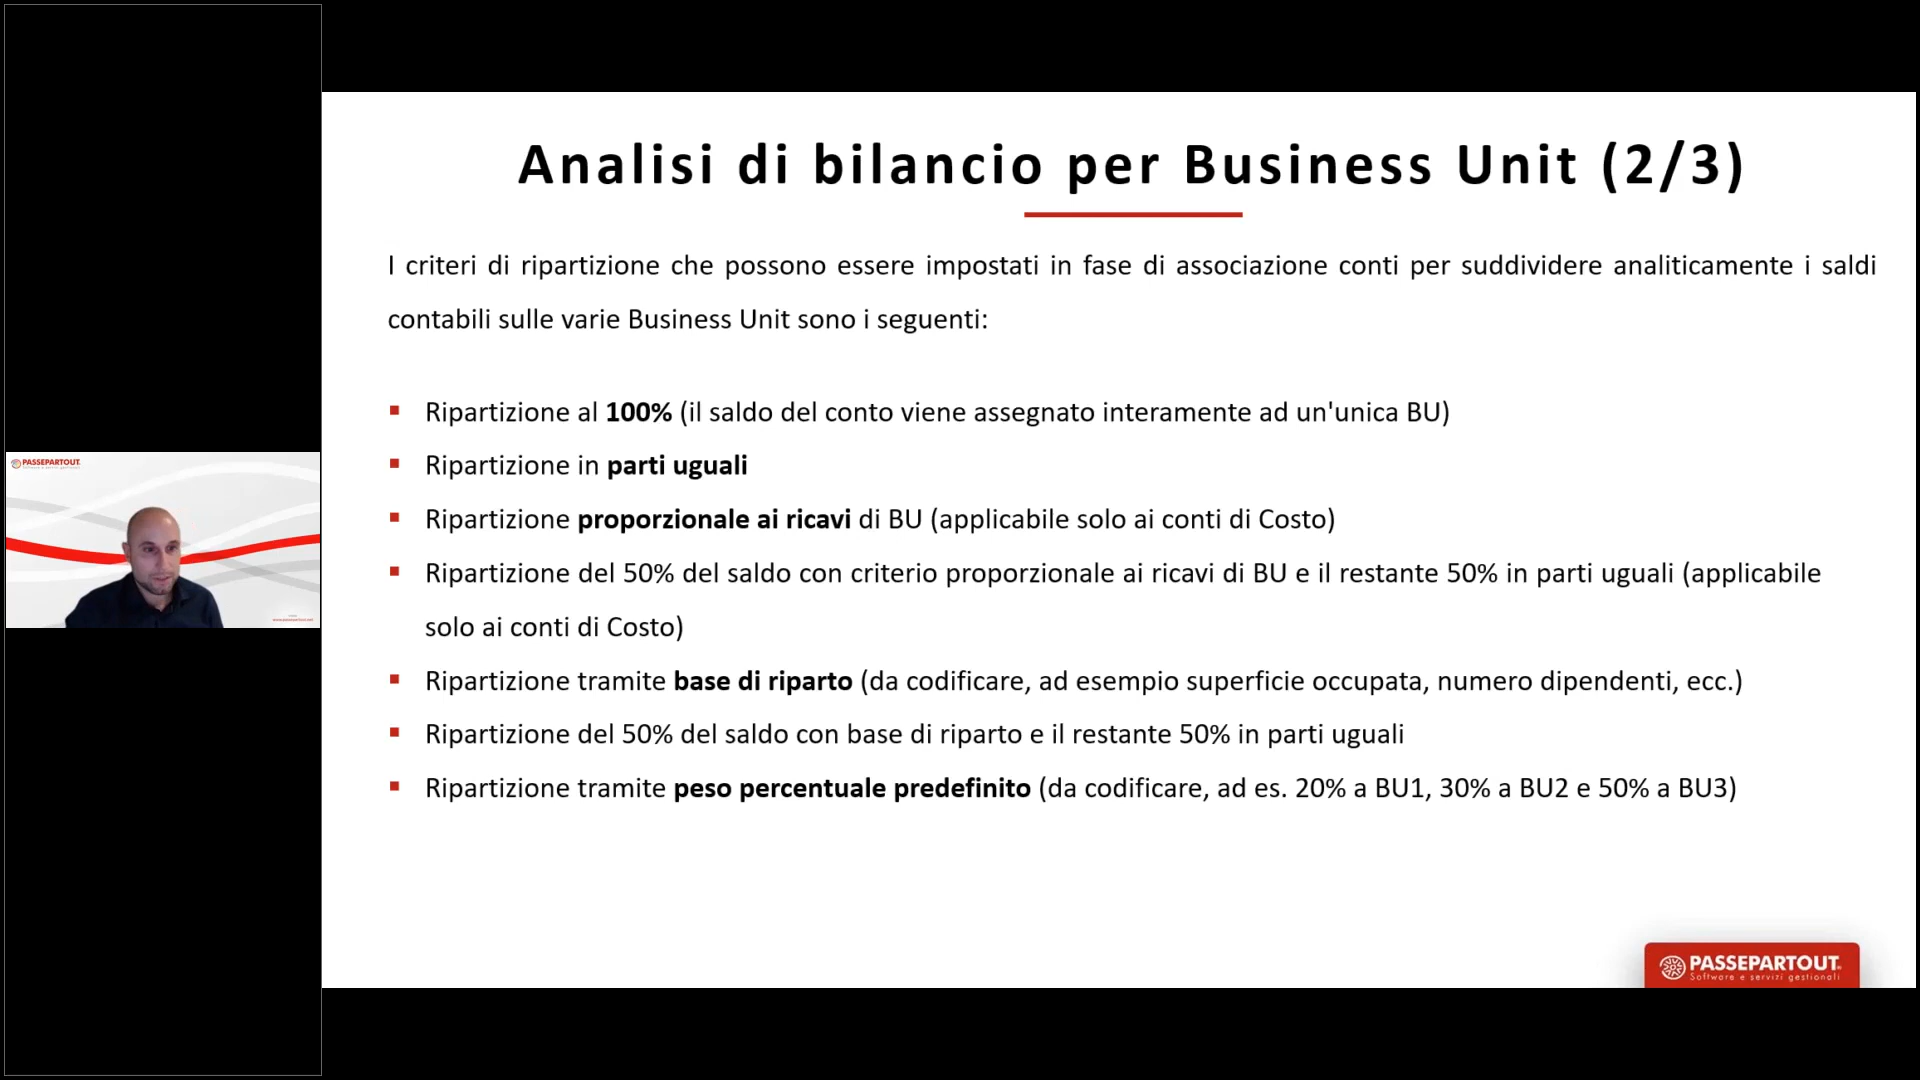 Analisi di bilancio per Business Unit (2/3)
I criteri di ripartizione che possono essere impostati in fase di associazione conti per suddividere analiticamente i saldi
contabili sulle varie Business Unit sono i seguenti:
▪ Ripartizione al 100% (il saldo del conto viene assegnato interamente ad un'unica BU)
▪ Ripartizione in parti uguali
▪ Ripartizione proporzionale ai ricavi di BU (applicabile solo ai conti di Costo)
▪ Ripartizione del 50% del saldo con criterio proporzionale ai ricavi di BU e il restante 50% in parti uguali (applicabile
solo ai conti di Costo)
▪ Ripartizione tramite base di riparto (da codificare, ad esempio superficie occupata, numero dipendenti, ecc.)
▪ Ripartizione del 50% del saldo con base di riparto e il restante 50% in parti uguali
▪ Ripartizione tramite peso percentuale predefinito (da codificare, ad es. 20% a BU1, 30% a BU2 e 50% a BU3)
PASSEPARTOUT
PASSEPARTOUT
Software e servizi gestionali